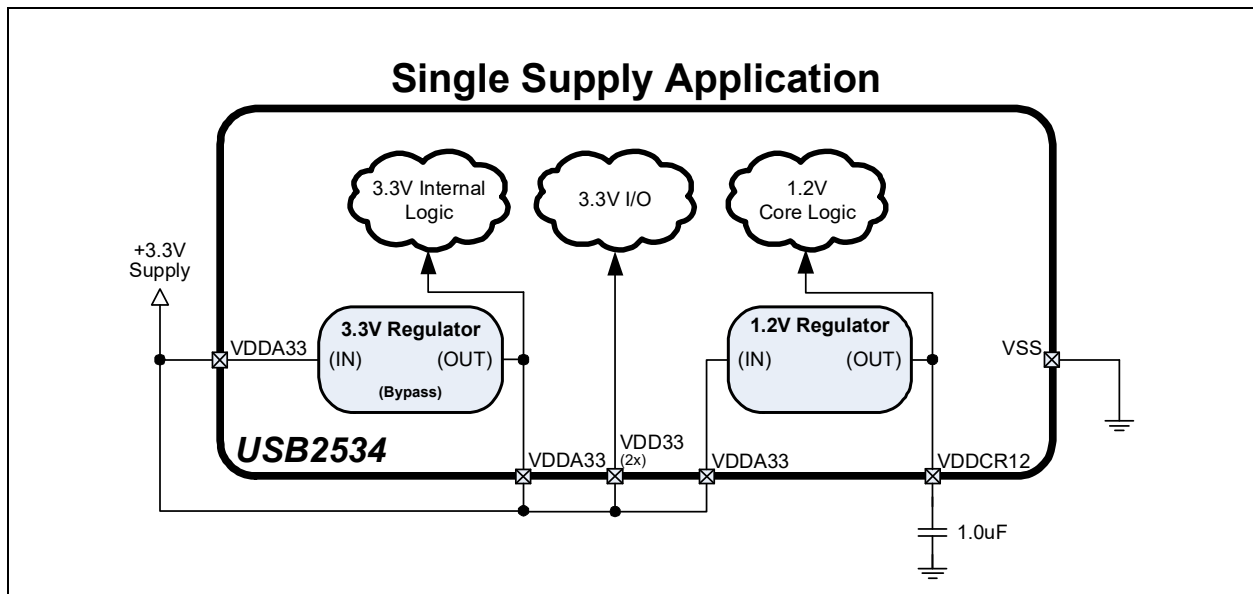 Single Supply Application
3.3V Internal
Logic
3.3V I/O
1.2V
Core Logic
+3.3V
Supply
3.3V Regulator
(IN) (OUT)
(Bypass)
1.2V Regulator
(IN) (OUT)
VDDA33
VSS
USB2534
VDDA33
VDD33
(2x)
VDDA33
VDDCR12
1.0uF